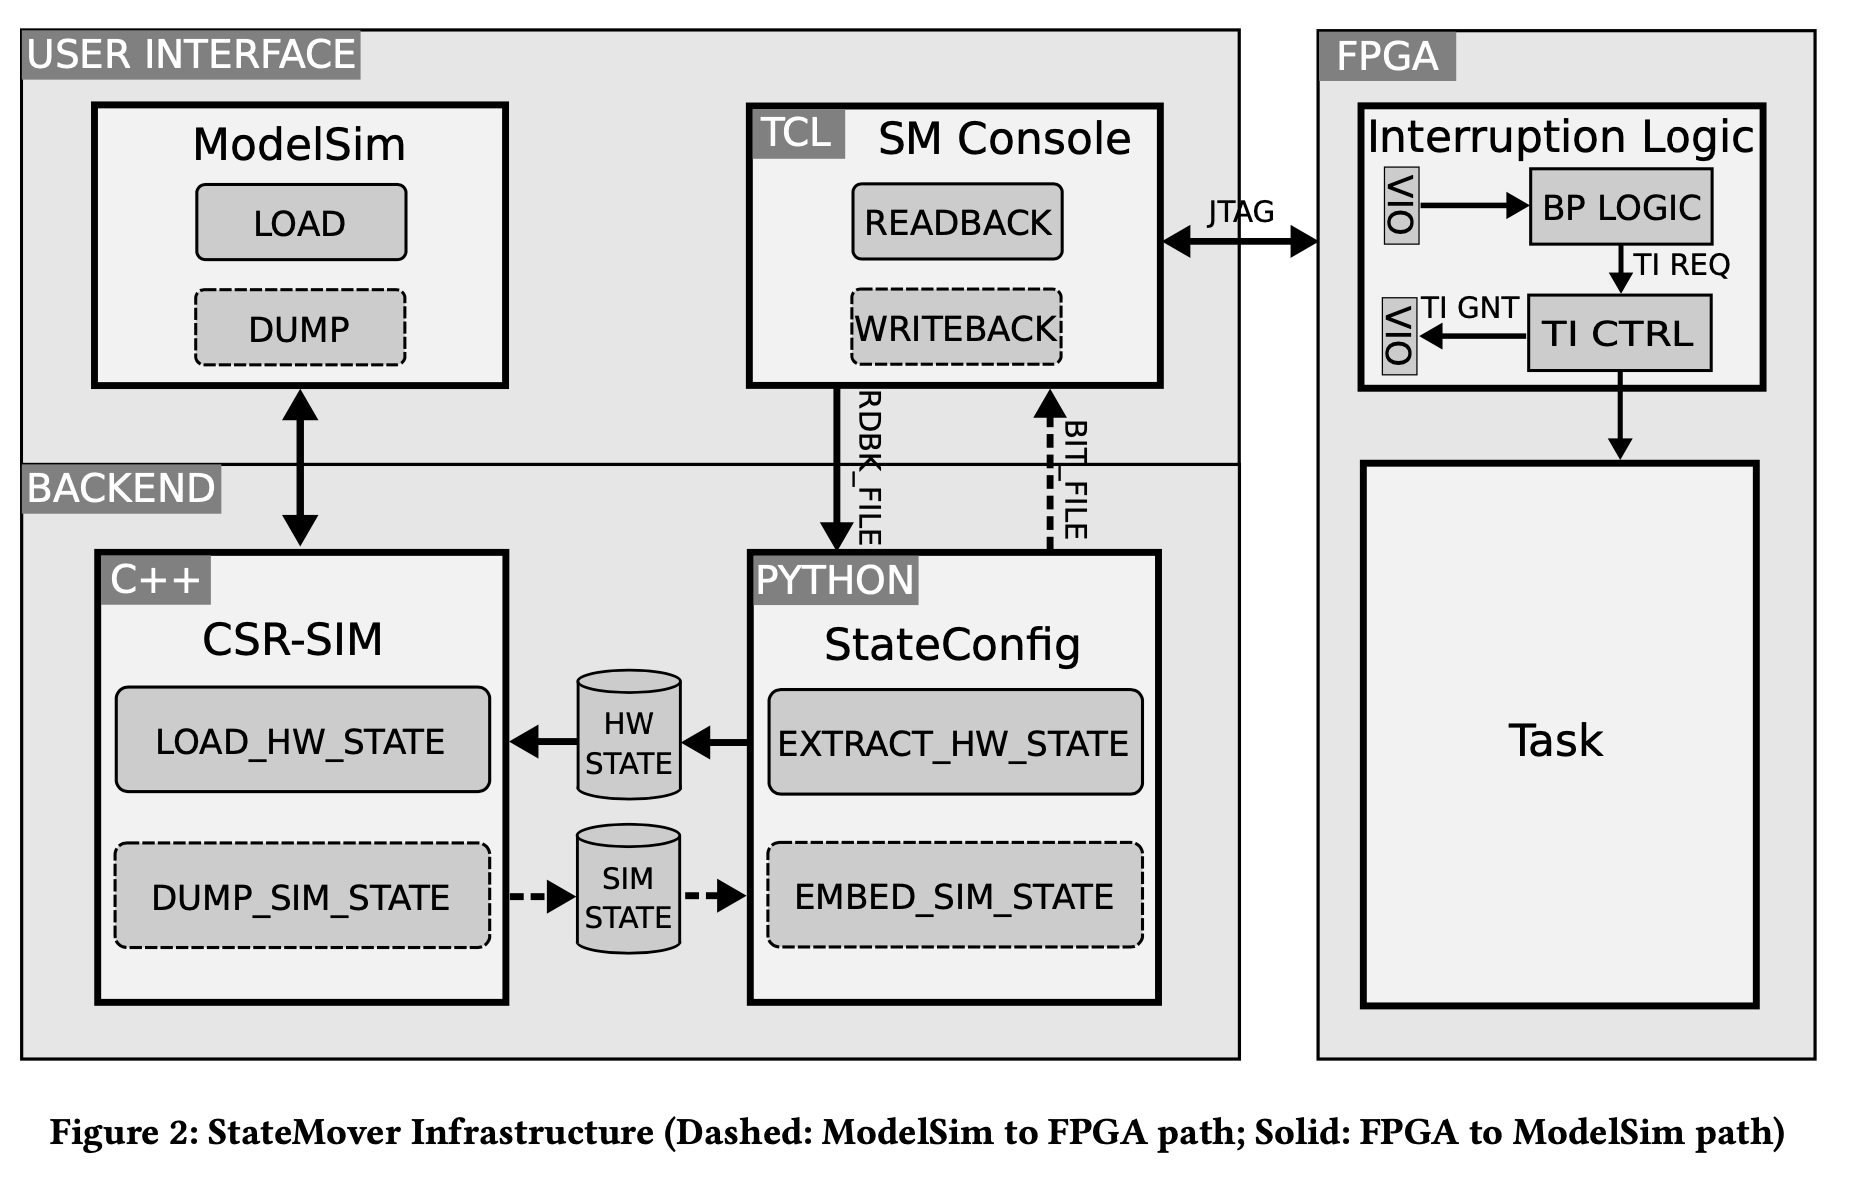 USER INTERFACE
ModelSim
LOAD
DUMP
TCL
SM Console
READBACK
WRITEBACK
JTAG
FPGA
Interruption Logic
VIO
BP LOGIC
TI REQ
TI GNT
VIO
TI CTRL
RDBK_FILE
BIT_FILE
BACKEND
C++
CSR-SIM
LOAD_HW_STATE
DUMP_SIM_STATE
HW
STATE
SIM
STATE
PYTHON
StateConfig
EXTRACT_HW_STATE
EMBED_SIM_STATE
Task
Figure 2: StateMover Infrastructure (Dashed: ModelSim to FPGA path; Solid: FPGA to ModelSim path)